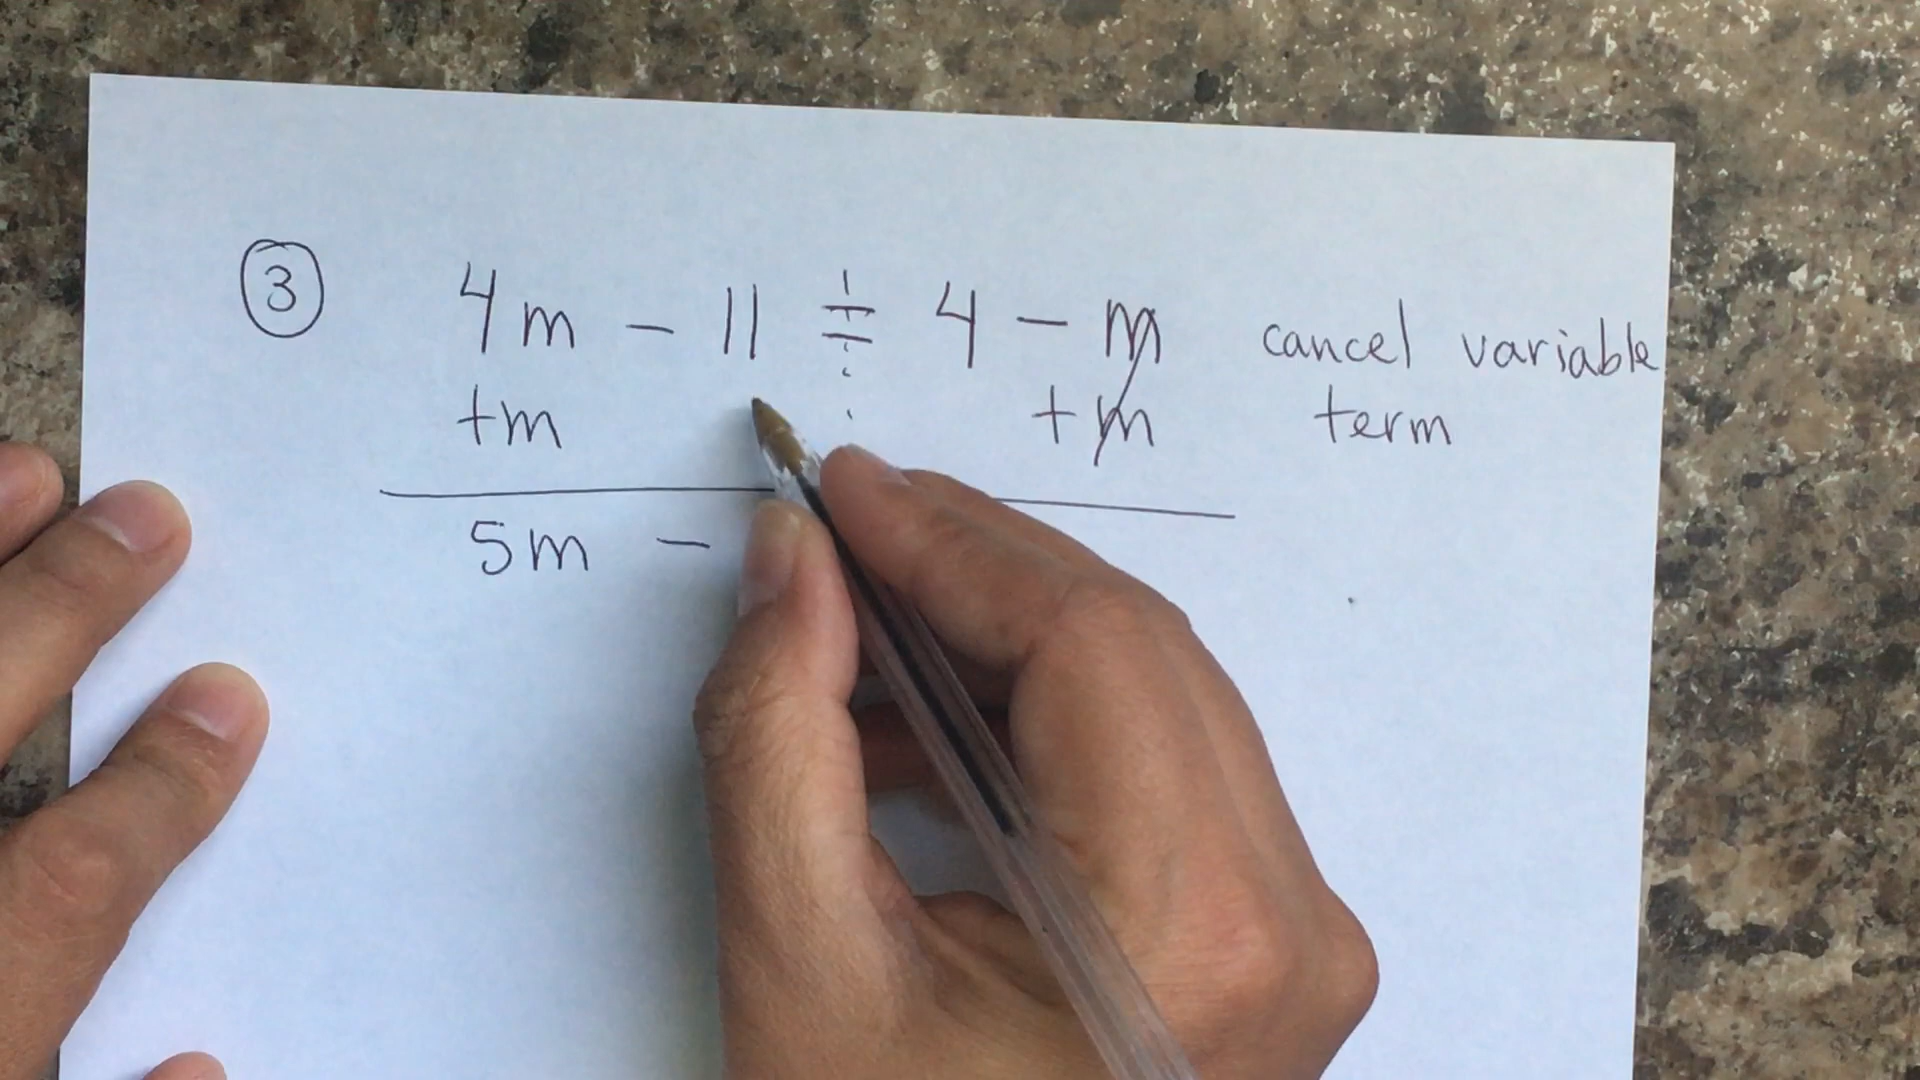 ③ 4m - 11 = 4 - m cancel variable
+m +m term
5m -